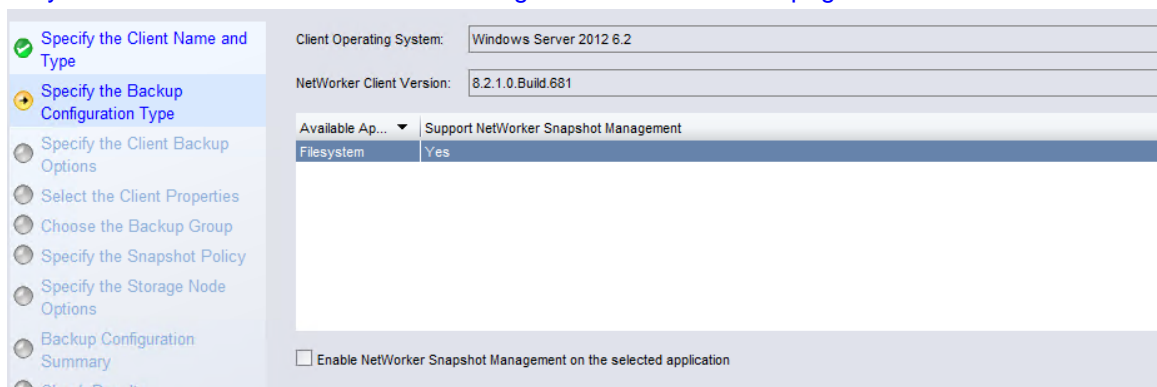 Specify the Client Name and
Type
Specify the Backup
Configuration Type
Specify the Client Backup
Options
Select the Client Properties
Choose the Backup Group
Specify the Snapshot Policy
Specify the Storage Node
Options
Backup Configuration
Summary
Client Operating System: Windows Server 2012 6.2
NetWorker Client Version: 8.2.1.0.Build.681
Available Ap... Support NetWorker Snapshot Management
Filesystem Yes
Enable NetWorker Snapshot Management on the selected application